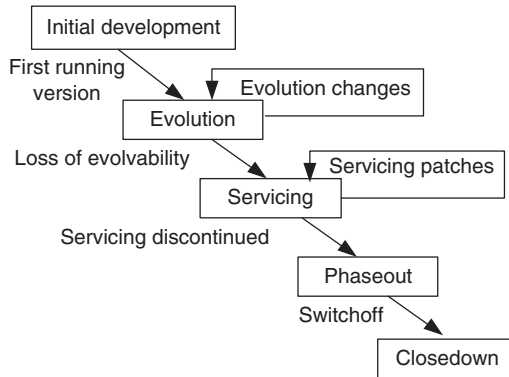 Initial development
First running
version
Evolution changes
Evolution
Loss of evolvability
Servicing patches
Servicing
Servicing discontinued
Phaseout
Switchoff
Closedown